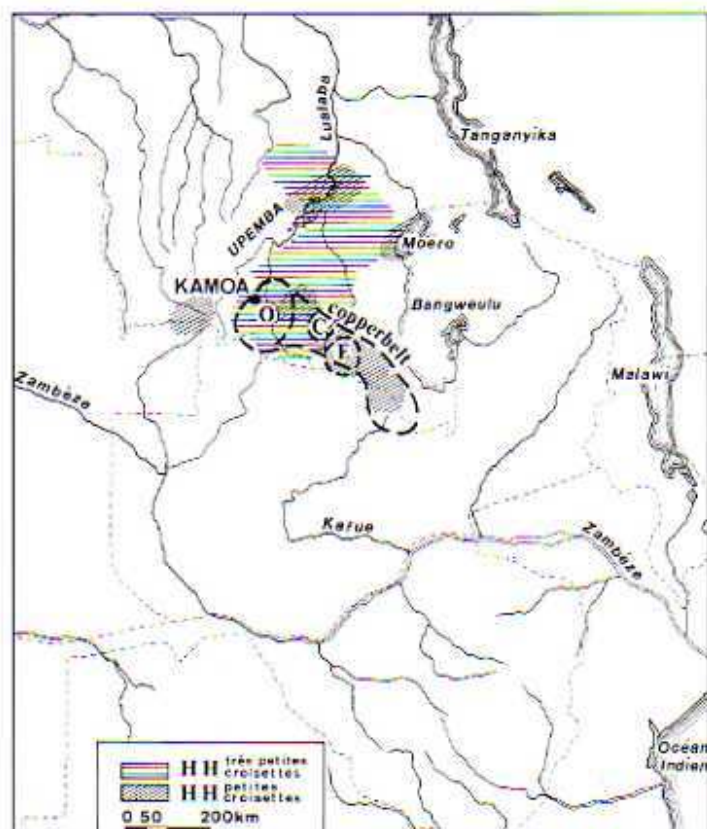 Lualaba
Tanganyika
UPEMBA
Moero
KAMOA
Bangweulu
O
C
copperbelt
Malawi
Zambèze
Kafue
Zambèze
Océan
Indien
H H très petites
croisettes
H H petites
croisettes
0 50 200km